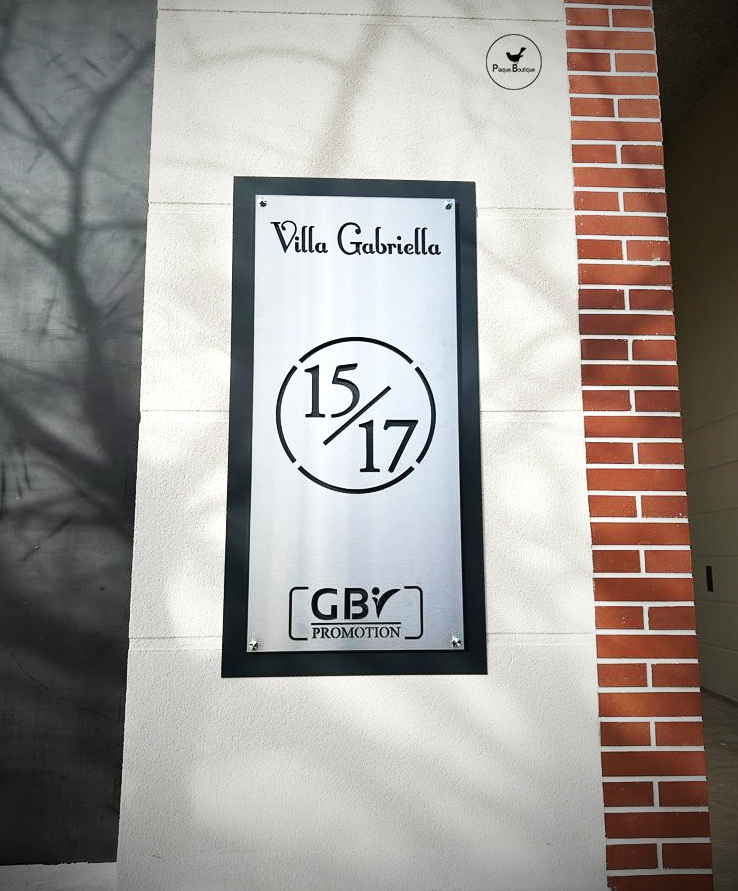 Plaque Boutique
Villa Gabriella
15/17
GBV
PROMOTION